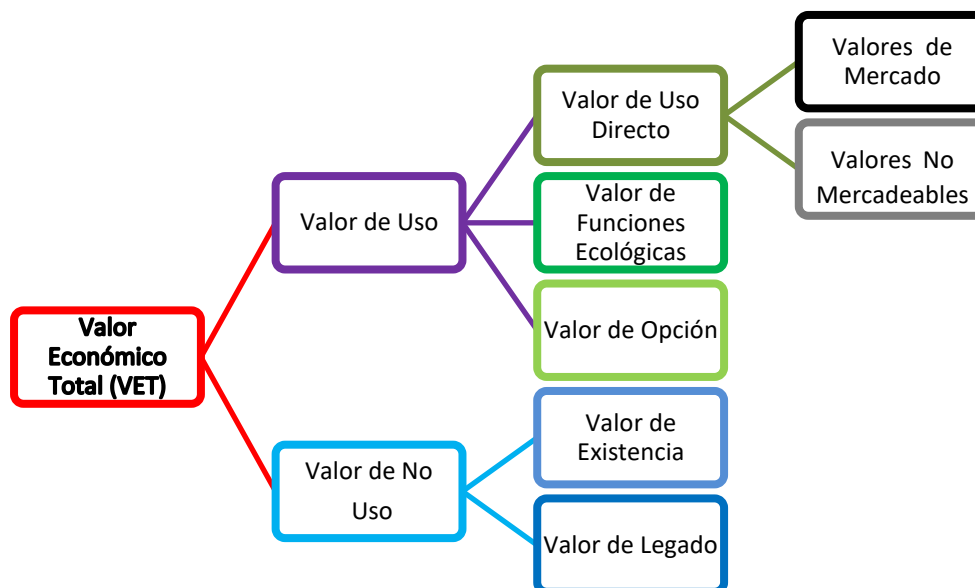 Valores de
Mercado
Valor de Uso
Directo
Valores No
Mercadeables
Valor de
Funciones
Ecológicas
Valor de Uso
Valor de Opción
Valor
Económico
Total (VET)
Valor de
Existencia
Valor de No
Uso
Valor de Legado